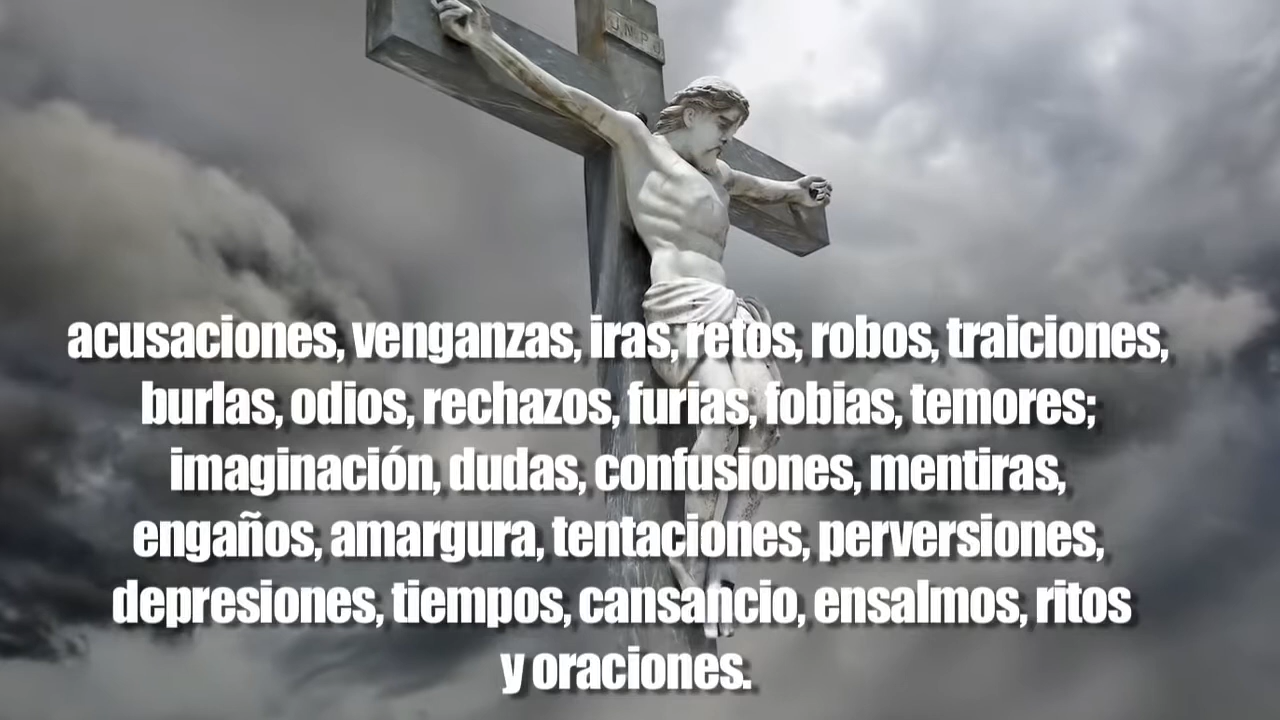 J.N.R.J.
acusaciones, venganzas, iras, retos, robos, traiciones,
burlas, odios, rechazos, furias, fobias, temores;
imaginación, dudas, confusiones, mentiras,
engaños, amargura, tentaciones, perversiones,
depresiones, tiempos, cansancio, ensalmos, ritos
y oraciones.